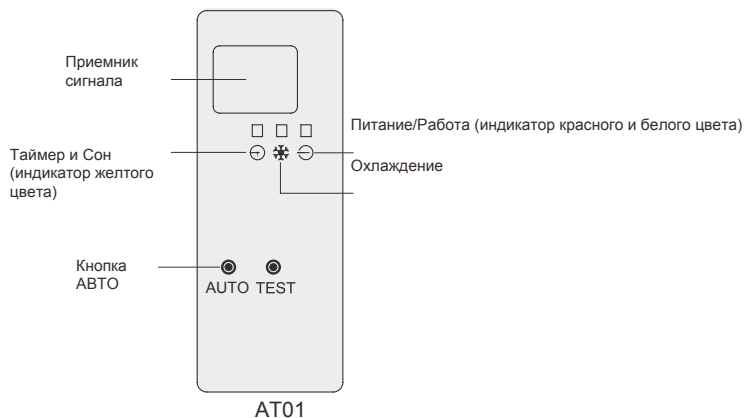 Приемник
сигнала
Питание/Работа (индикатор красного и белого цвета)
Таймер и Сон
(индикатор желтого
цвета)
Охлаждение
Кнопка
АВТО
AUTO TEST
AT01